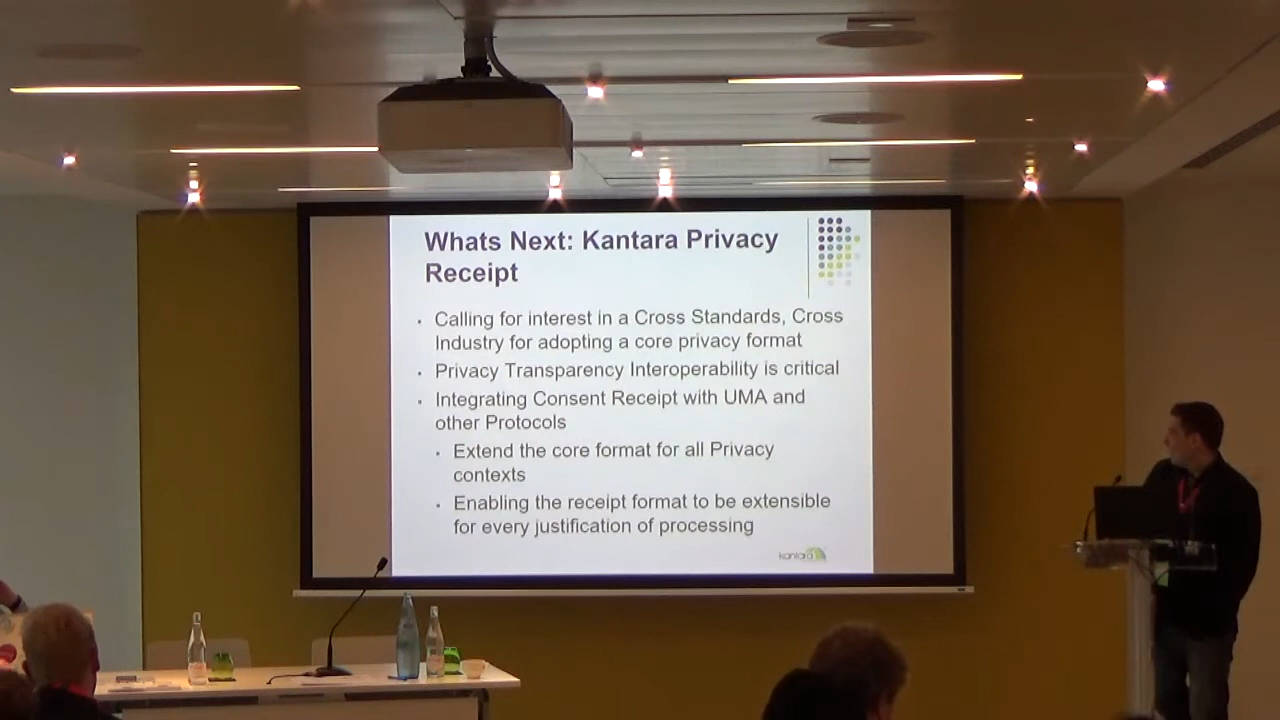 Whats Next: Kantara Privacy
Receipt
Calling for interest in a Cross Standards, Cross
Industry for adopting a core privacy format
Privacy Transparency Interoperability is critical
Integrating Consent Receipt with UMA and
other Protocols
Extend the core format for all Privacy
contexts
Enabling the receipt format to be extensible
for every justification of processing
kantara